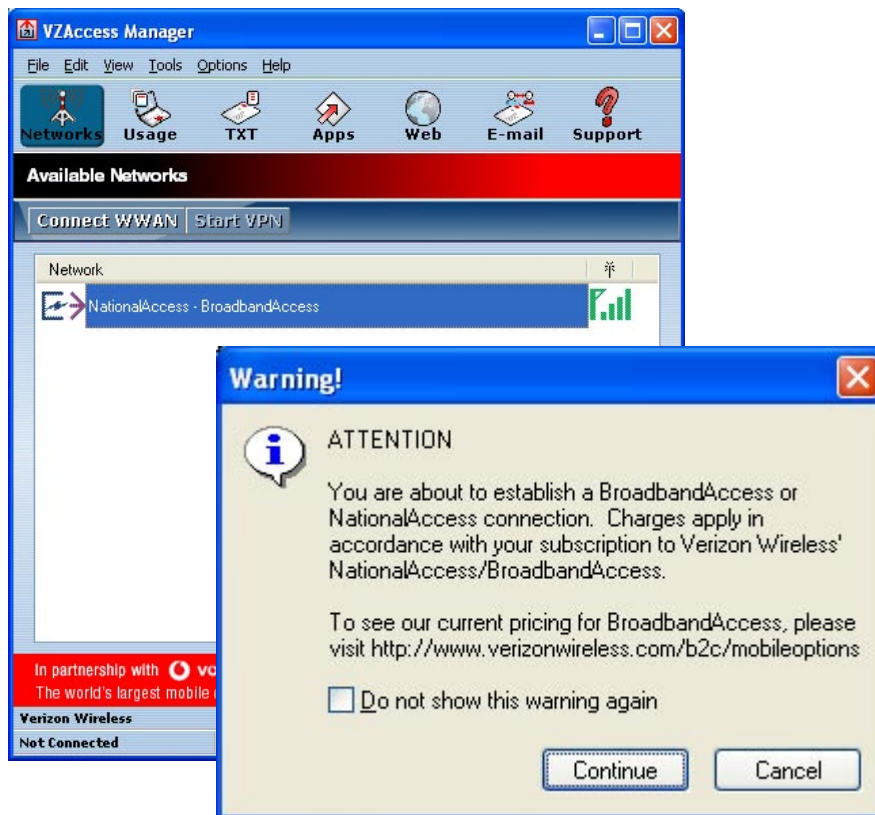 VZAccess Manager
File Edit View Tools Options Help
Networks Usage TXT Apps Web E-mail Support
Available Networks
Connect WWAN Start VPN
Network
NationalAccess - BroadbandAccess
Warning!
ATTENTION
You are about to establish a BroadbandAccess or
NationalAccess connection. Charges apply in
accordance with your subscription to Verizon Wireless'
NationalAccess/BroadbandAccess.
To see our current pricing for BroadbandAccess, please
visit http://www.verizonwireless.com/b2c/mobileoptions
Do not show this warning again
Continue Cancel
In partnership with
The world's largest mobile
Verizon Wireless
Not Connected